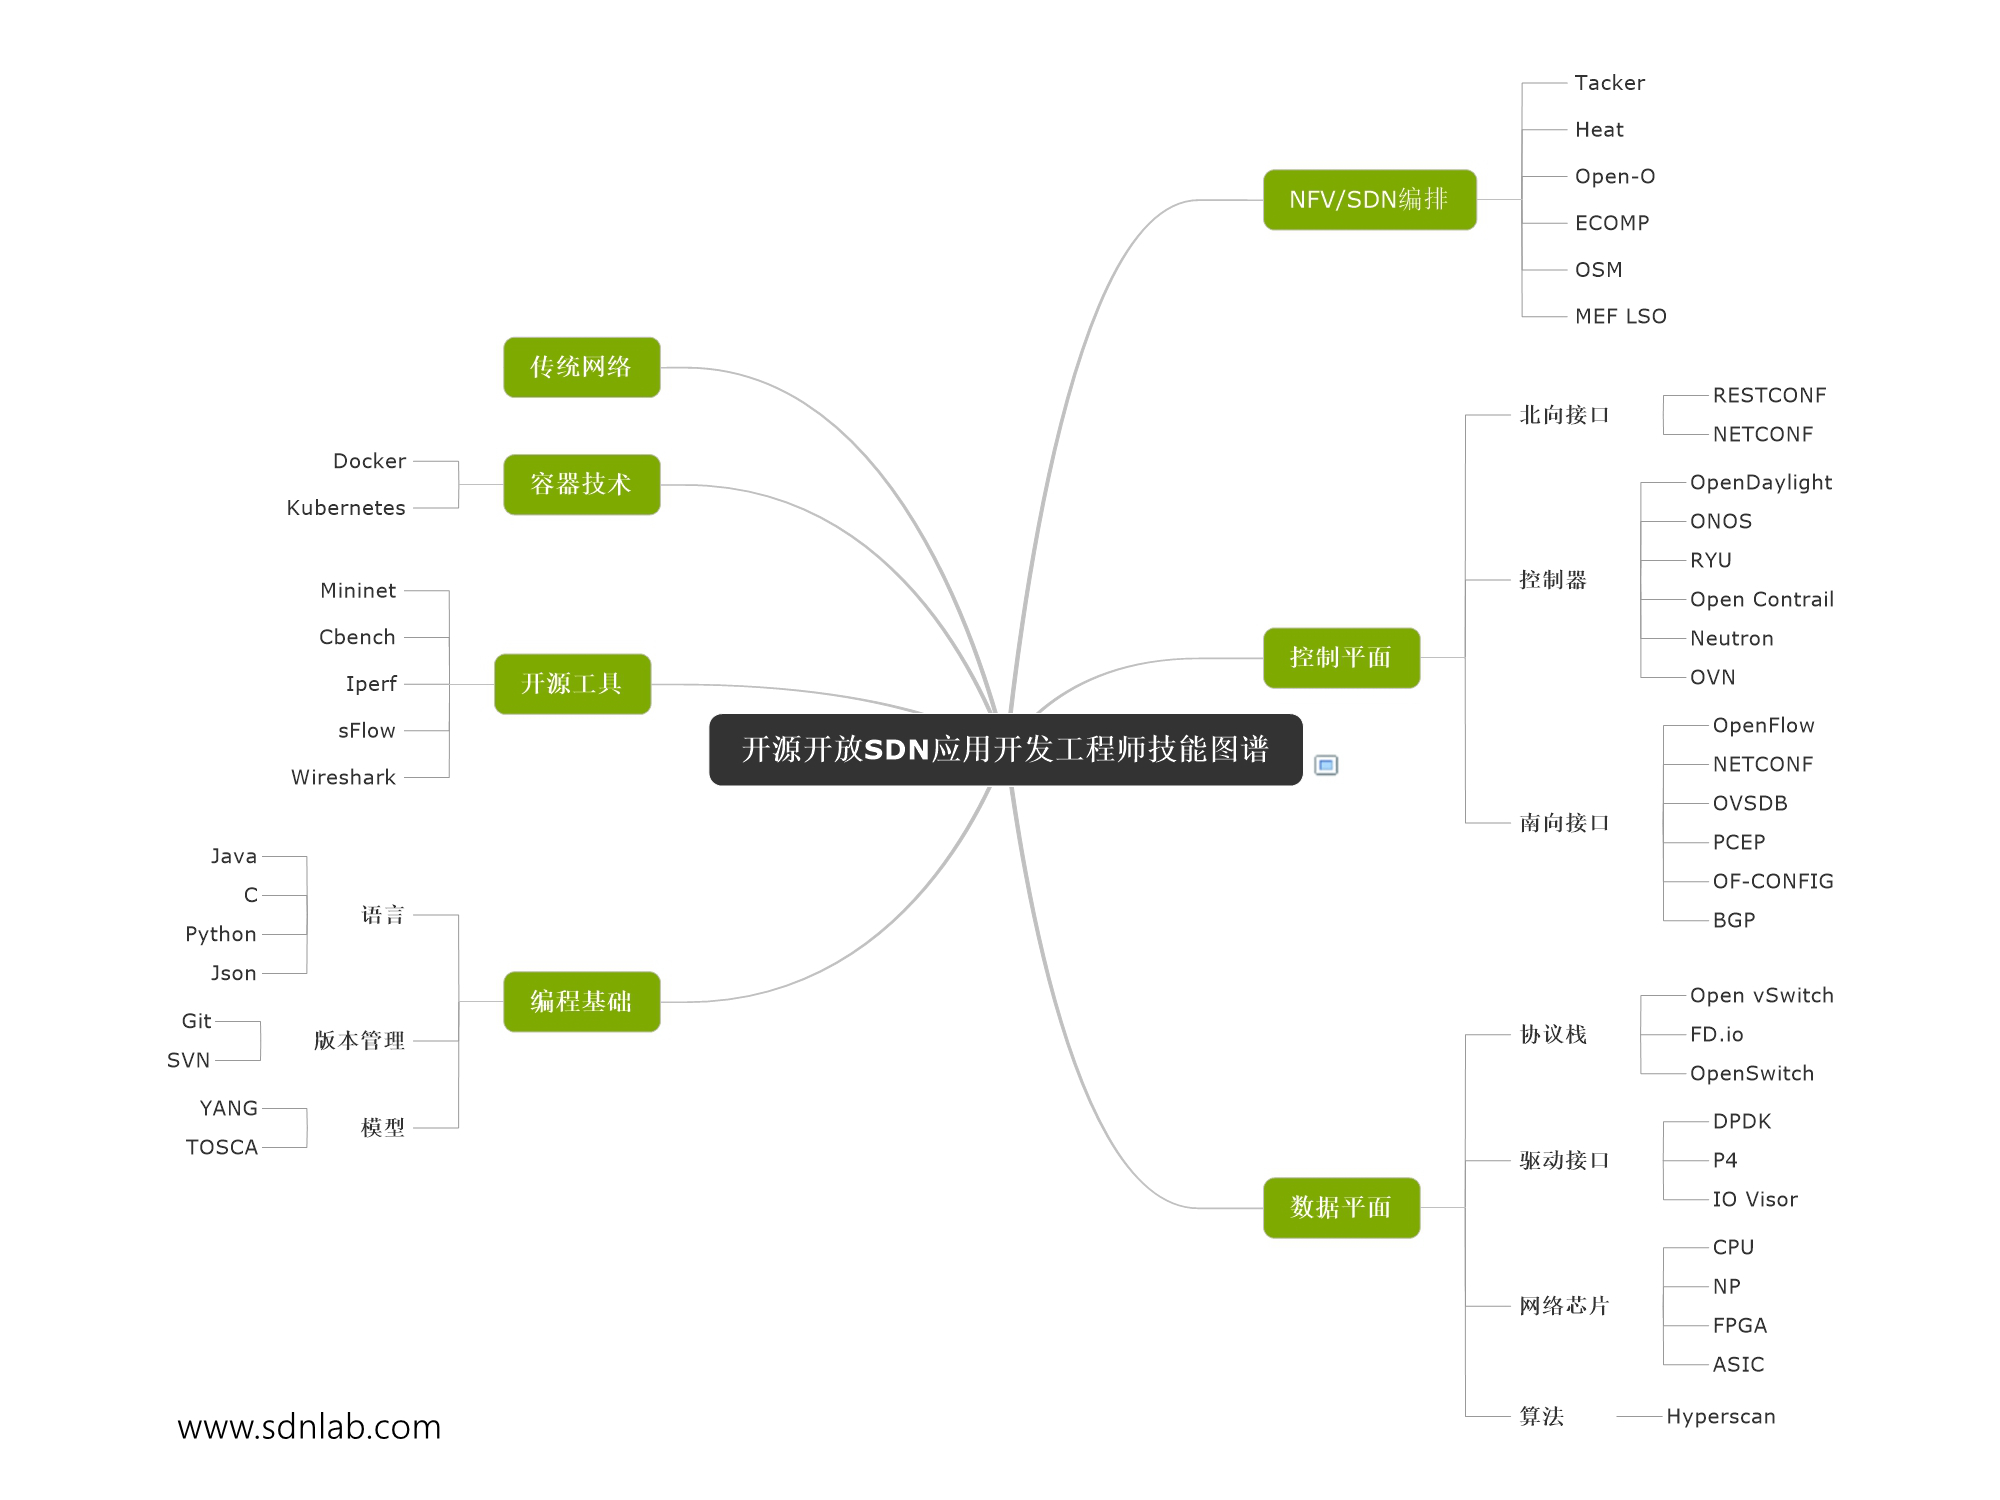 开源开放SDN应用开发工程师技能图谱
NFV/SDN编排
Tacker
Heat
Open-O
ECOMP
OSM
MEF LSO
控制平面
北向接口
RESTCONF
NETCONF
控制器
OpenDaylight
ONOS
RYU
Open Contrail
Neutron
OVN
南向接口
OpenFlow
NETCONF
OVSDB
PCEP
OF-CONFIG
BGP
数据平面
协议栈
Open vSwitch
FD.io
OpenSwitch
驱动接口
DPDK
P4
IO Visor
网络芯片
CPU
NP
FPGA
ASIC
算法
Hyperscan
传统网络
容器技术
Docker
Kubernetes
开源工具
Mininet
Cbench
Iperf
sFlow
Wireshark
编程基础
语言
Java
C
Python
Json
版本管理
Git
SVN
模型
YANG
TOSCA
www.sdnlab.com